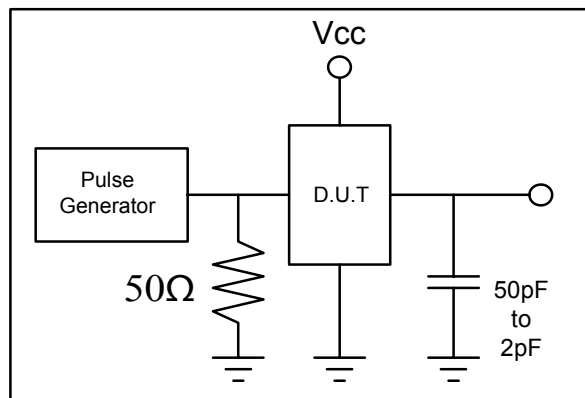 Vcc
Pulse
Generator
D.U.T
50Ω
50pF
to
2pF